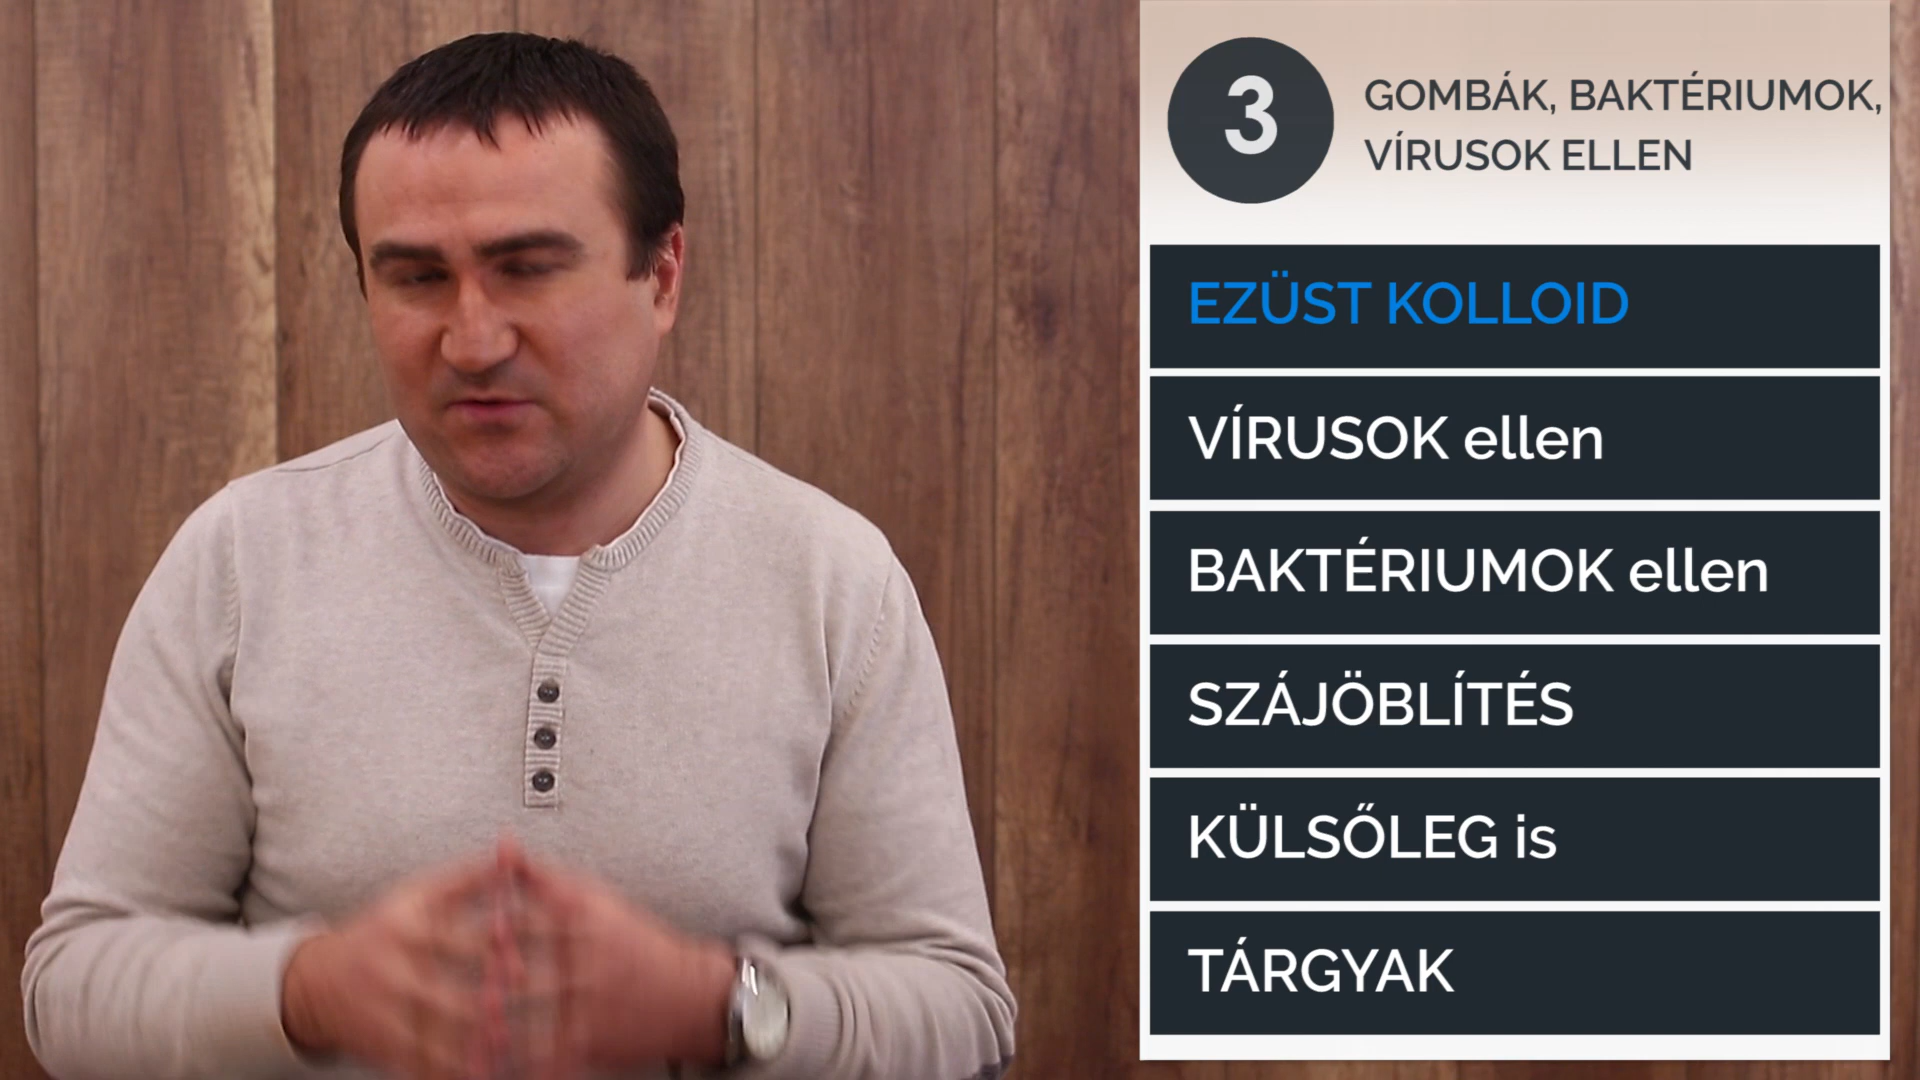 3
GOMBÁK, BAKTÉRIUMOK,
VÍRUSOK ELLEN
EZÜST KOLLOID
VÍRUSOK ellen
BAKTÉRIUMOK ellen
SZÁJÖBLÍTÉS
KÜLSŐLEG is
TÁRGYAK